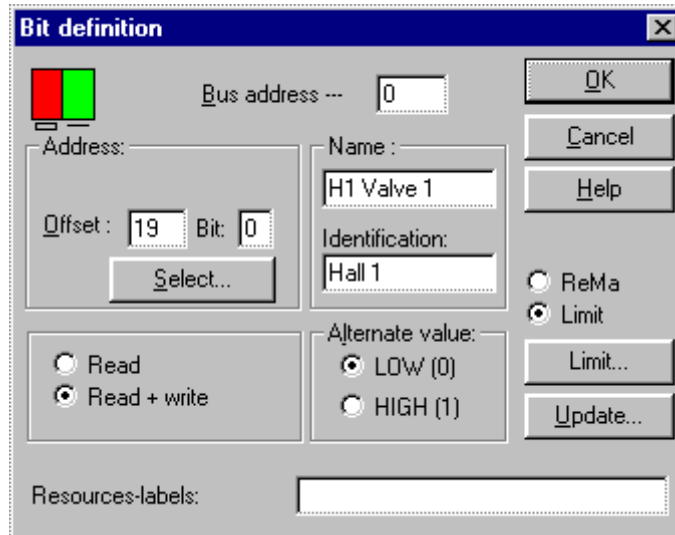 Bit definition
Bus address --- 0
OK
Cancel
Help
Address:
Offset : 19 Bit: 0
Select...
Name :
H1 Valve 1
Identification:
Hall 1
ReMa
Limit
Read
Read + write
Alternate value:
LOW (0)
HIGH (1)
Limit...
Update...
Resources-labels: